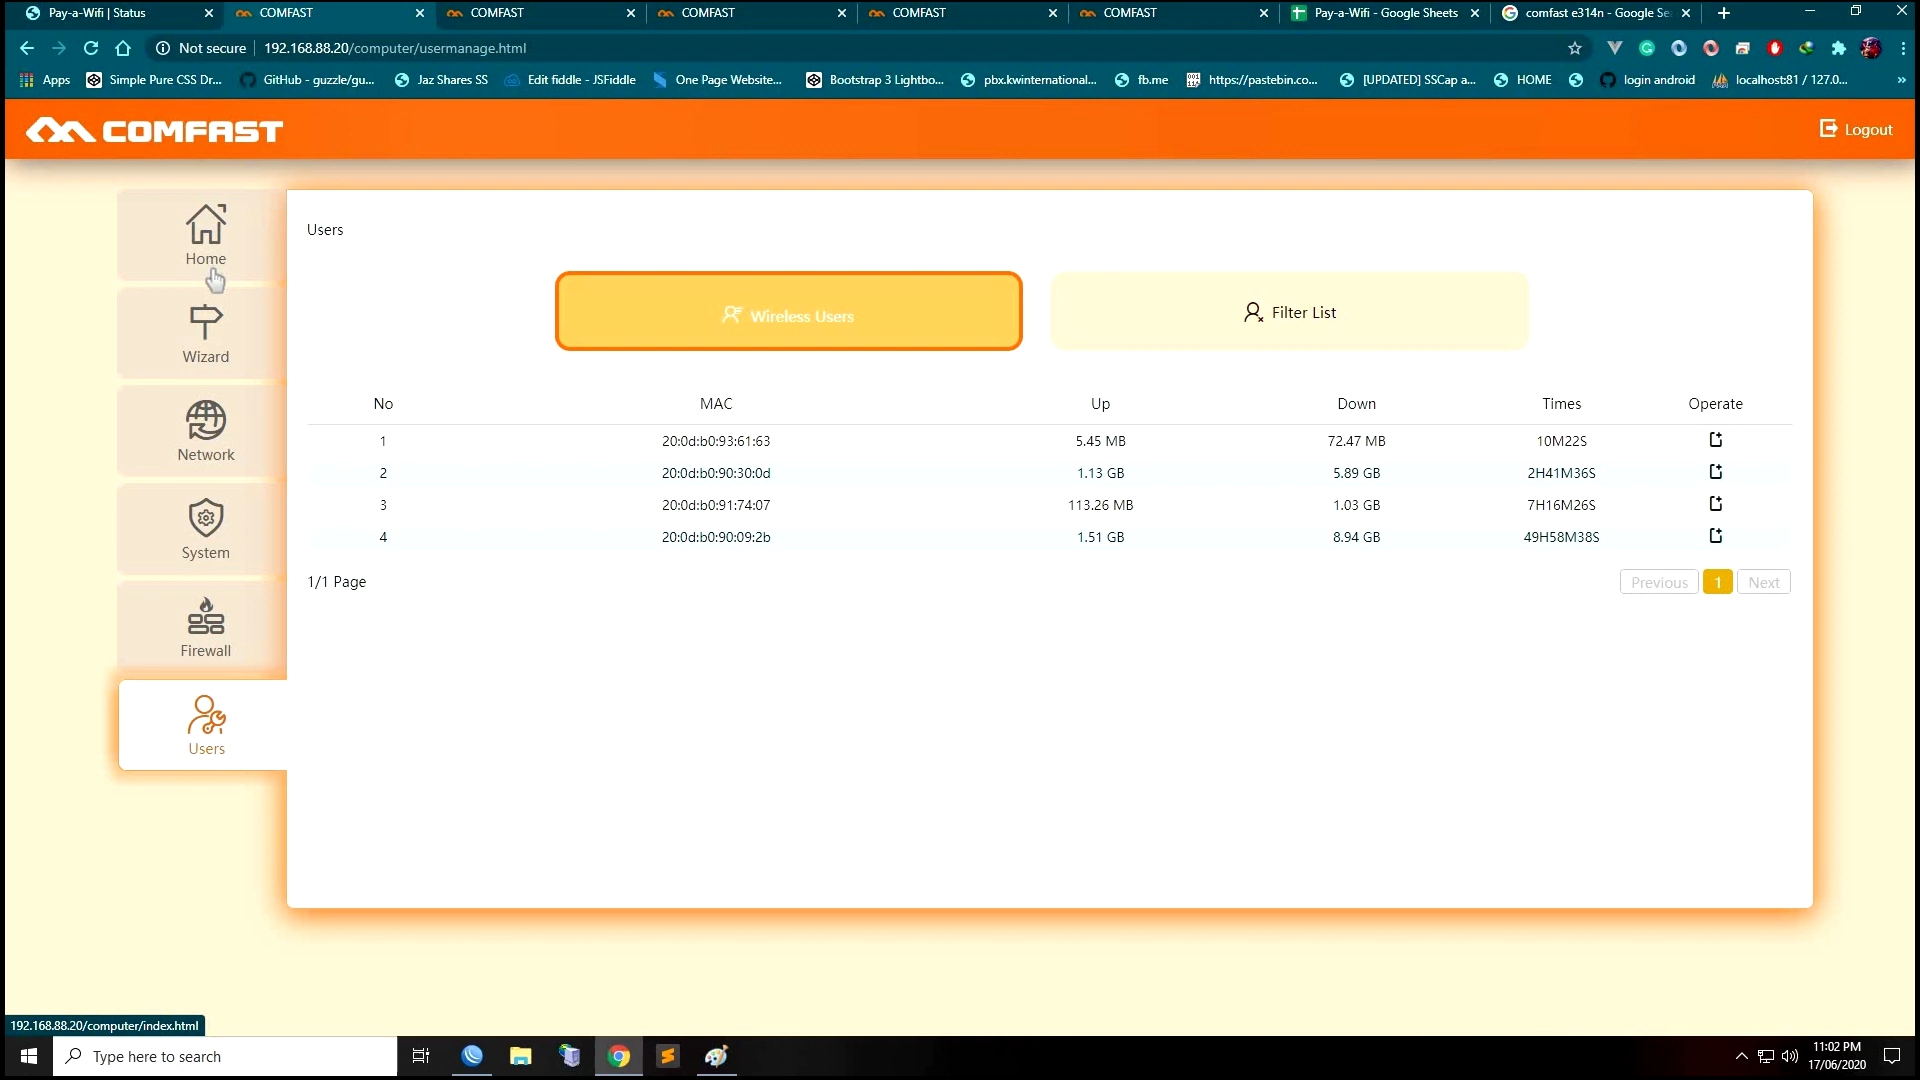 Pay-a-Wifi | Status
COMFAST
COMFAST
COMFAST
COMFAST
COMFAST
Pay-a-Wifi - Google Sheets
comfast e314n - Google Se
Not secure
192.168.88.20/computer/usermanage.html
Apps
Simple Pure CSS Dr...
GitHub - guzzle/gu...
Jaz Shares SS
Edit fiddle - JSFiddle
One Page Website...
Bootstrap 3 Lightbo...
pbx.kwinternational...
fb.me
https://pastebin.co...
[UPDATED] SSCap a...
HOME
login android
localhost:81 / 127.0...
»
COMFAST
Logout
Home
Wizard
Network
System
Firewall
Users
Users
Wireless Users
Filter List
No MAC Up Down Times Operate
1 20:0d:b0:93:61:63 5.45 MB 72.47 MB 10M22S
2 20:0d:b0:90:30:0d 1.13 GB 5.89 GB 2H41M36S
3 20:0d:b0:91:74:07 113.26 MB 1.03 GB 7H16M26S
4 20:0d:b0:90:09:2b 1.51 GB 8.94 GB 49H58M38S
1/1 Page
Previous 1 Next
192.168.88.20/computer/index.html
Type here to search
11:02 PM
17/06/2020